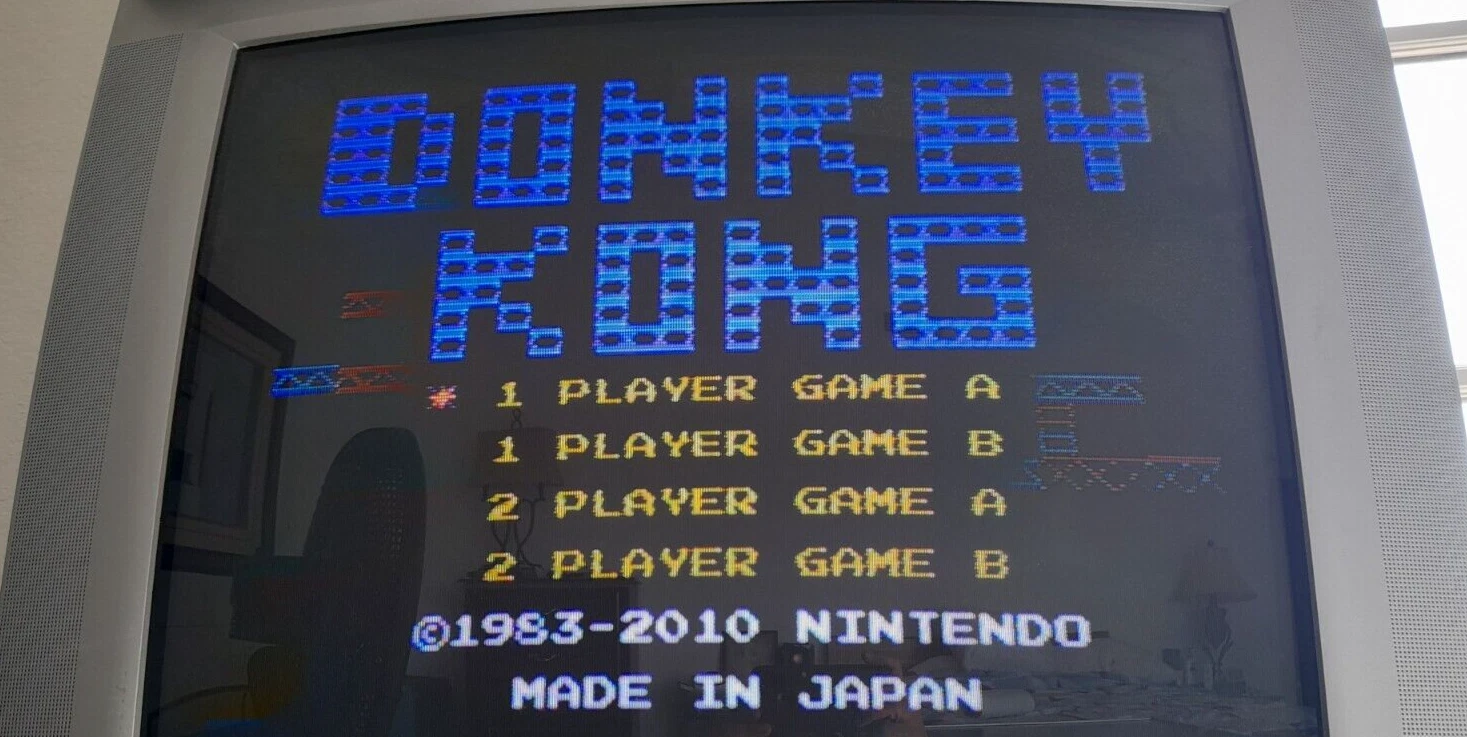 DONKEY
KONG
1 PLAYER GAME A
1 PLAYER GAME B
2 PLAYER GAME A
2 PLAYER GAME B
©1983-2010 NINTENDO
MADE IN JAPAN